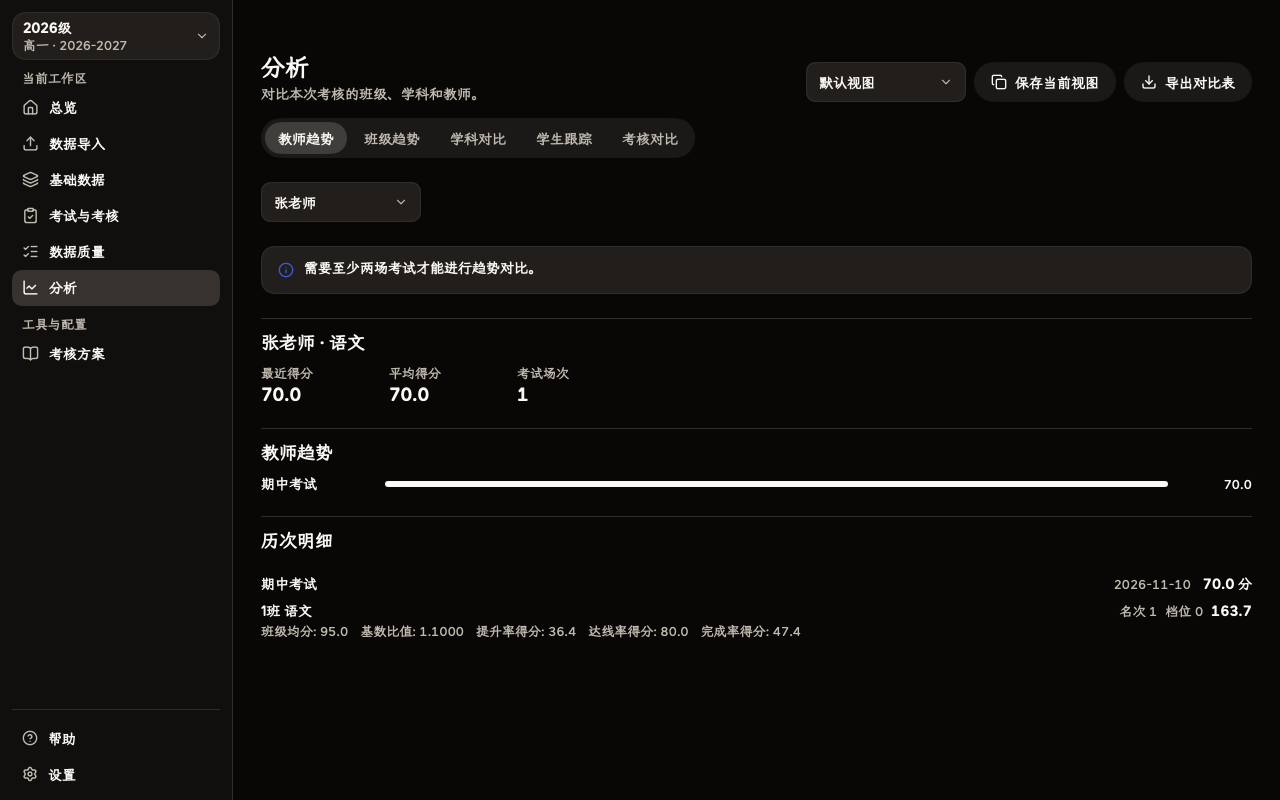 2026级
高一 · 2026-2027
当前工作区
总览
数据导入
基础数据
考试与考核
数据质量
分析
工具与配置
考核方案
帮助
设置
分析
对比本次考核的班级、学科和教师。
默认视图
保存当前视图
导出对比表
教师趋势 班级趋势 学科对比 学生跟踪 考核对比
张老师
需要至少两场考试才能进行趋势对比。
张老师 · 语文
最近得分 平均得分 考试场次
70.0 70.0 1
教师趋势
期中考试 70.0
历次明细
期中考试 2026-11-10 70.0 分
1班 语文 名次 1 档位 0 163.7
班级均分: 95.0 基数比值: 1.1000 提升率得分: 36.4 达线率得分: 80.0 完成率得分: 47.4